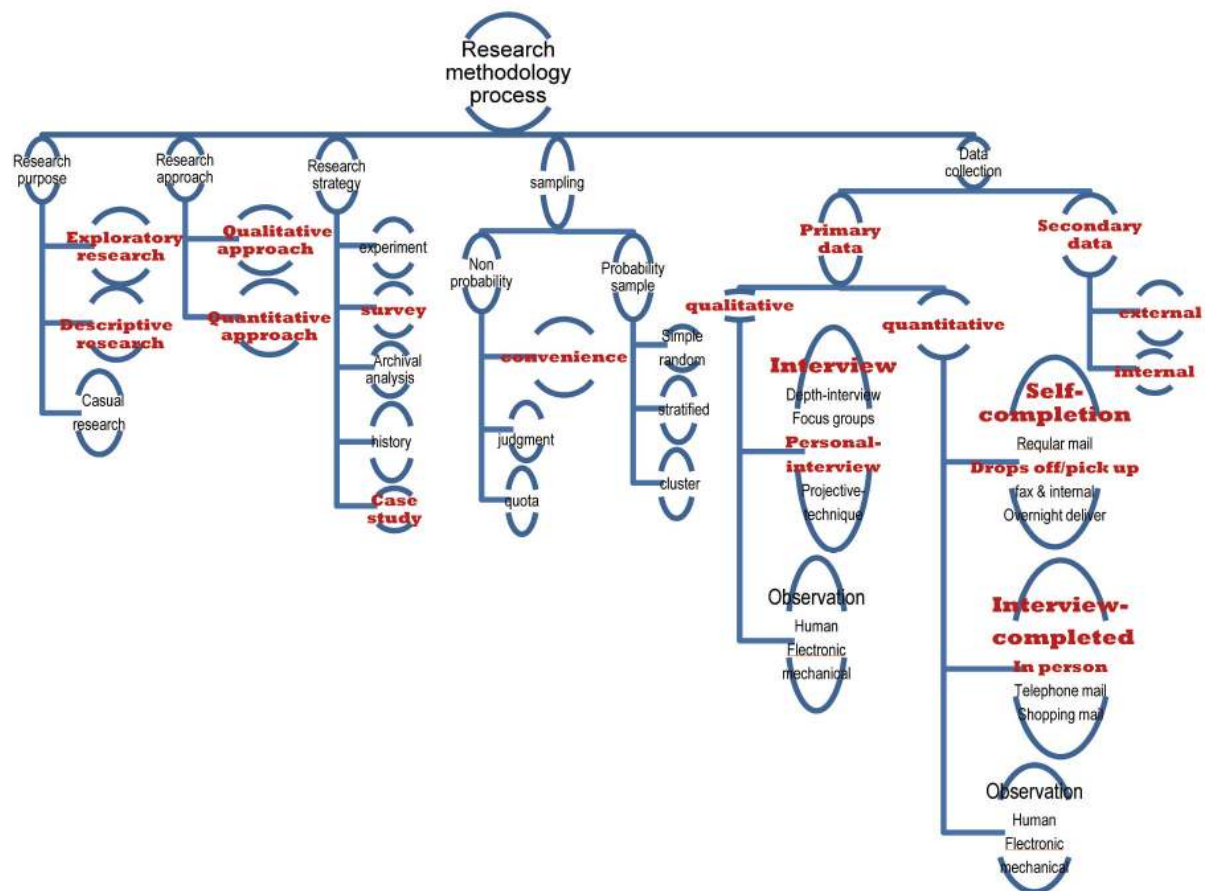 Research
methodology
process
Research
purpose
Exploratory
research
Descriptive
research
Casual
research
Research
approach
Qualitative
approach
Quantitative
approach
Research
strategy
experiment
survey
Archival
analysis
history
Case
study
sampling
Non
probability
convenience
judgment
quota
Probability
sample
Simple
random
stratified
cluster
Data
collection
Primary
data
qualitative
Interview
Depth-interview
Focus groups
Personal-
interview
Projective-
technique
Observation
Human
Flectronic
mechanical
quantitative
Self-
completion
Reqular mail
Drops off/pick up
fax & internal,
Overnight deliver
Interview-
completed
In person
Telephone mail
Shopping mail
Observation
Human
Flectronic
mechanical
Secondary
data
external
internal